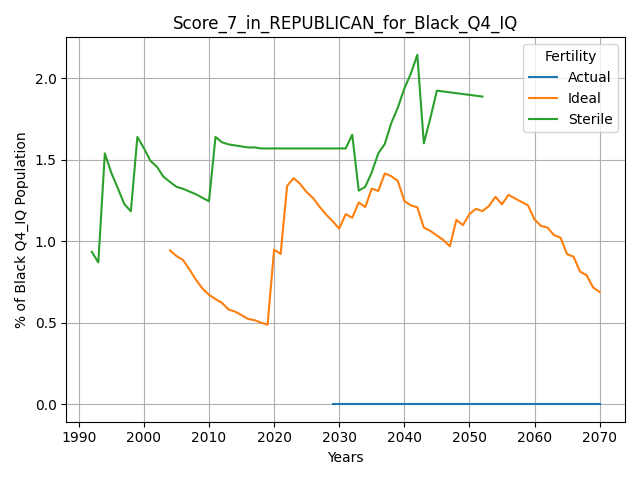 Score_7_in_REPUBLICAN_for_Black_Q4_IQ
Fertility
Actual
Ideal
Sterile
% of Black Q4_IQ Population
2.0
1.5
1.0
0.5
0.0
1990 2000 2010 2020 2030 2040 2050 2060 2070
Years